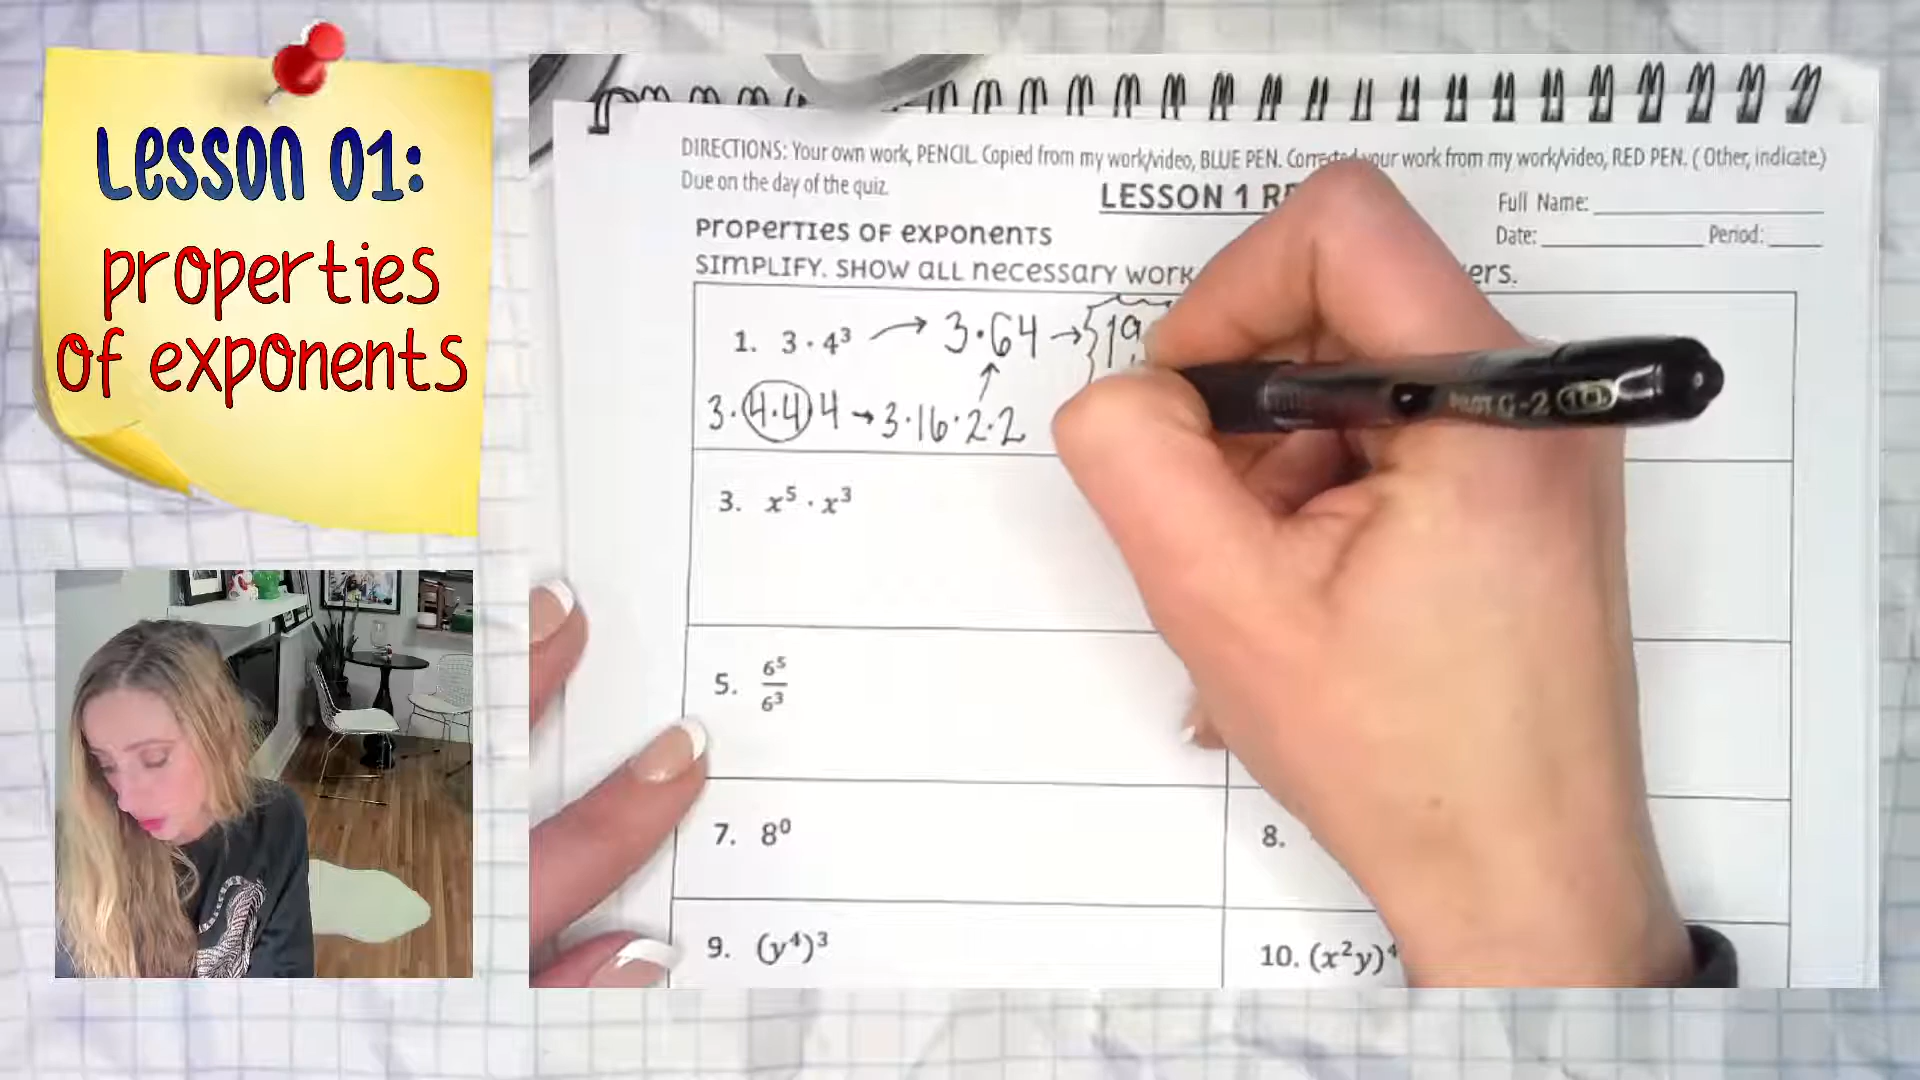 Lesson 01:
properties
of exponents
DIRECTIONS: Your own work, PENCIL. Copied from my work/video, BLUE PEN. Corrected your work from my work/video, RED PEN. ( Other, indicate.)
Due on the day of the quiz.
LESSON 1
Full Name:
Date: Period:
PROPERTIES OF EXPONENTS
SIMPLIFY. SHOW ALL NECESSARY WORK
1. 3 · 4³ → 3·64 → 19
3·4·4 4 → 3·16·2·2
3. x⁵ · x³
5. 6⁵/6³
7. 8⁰
8.
9. (y⁴)³
10. (x²y)⁴
PILOT G-2 10